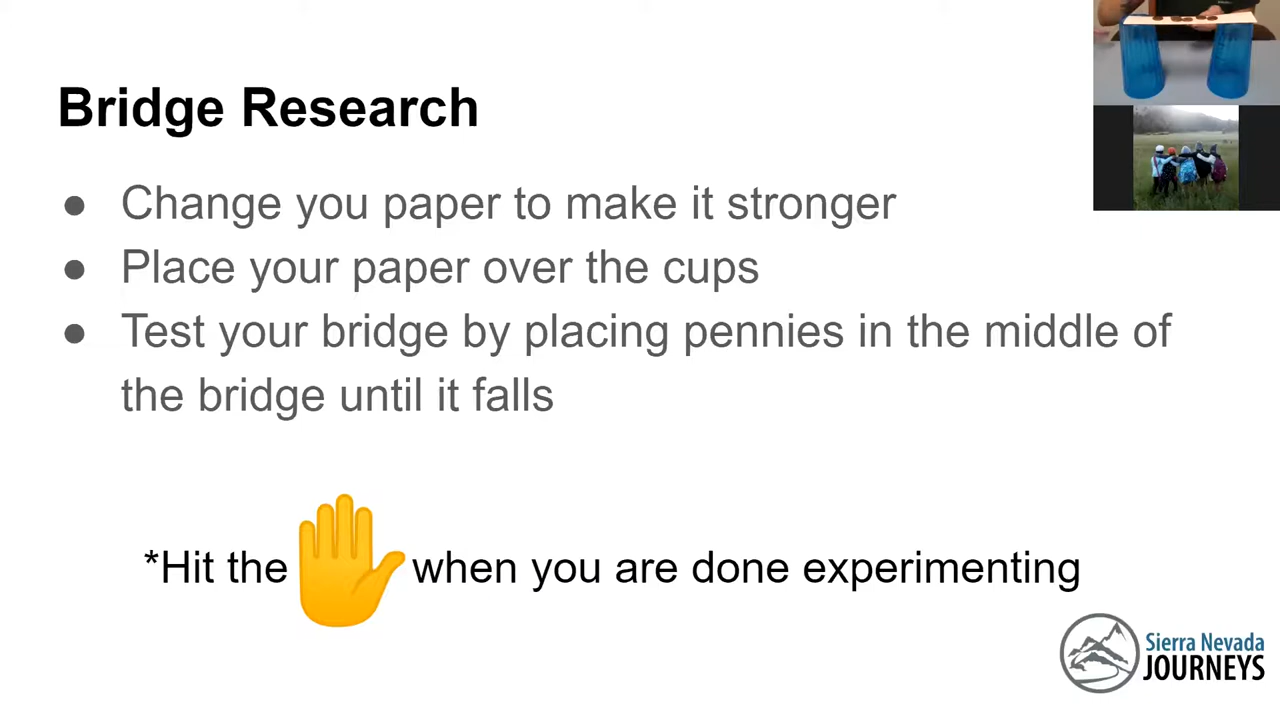 Bridge Research
● Change you paper to make it stronger
● Place your paper over the cups
● Test your bridge by placing pennies in the middle of
the bridge until it falls
*Hit the ✋ when you are done experimenting
Sierra Nevada
JOURNEYS